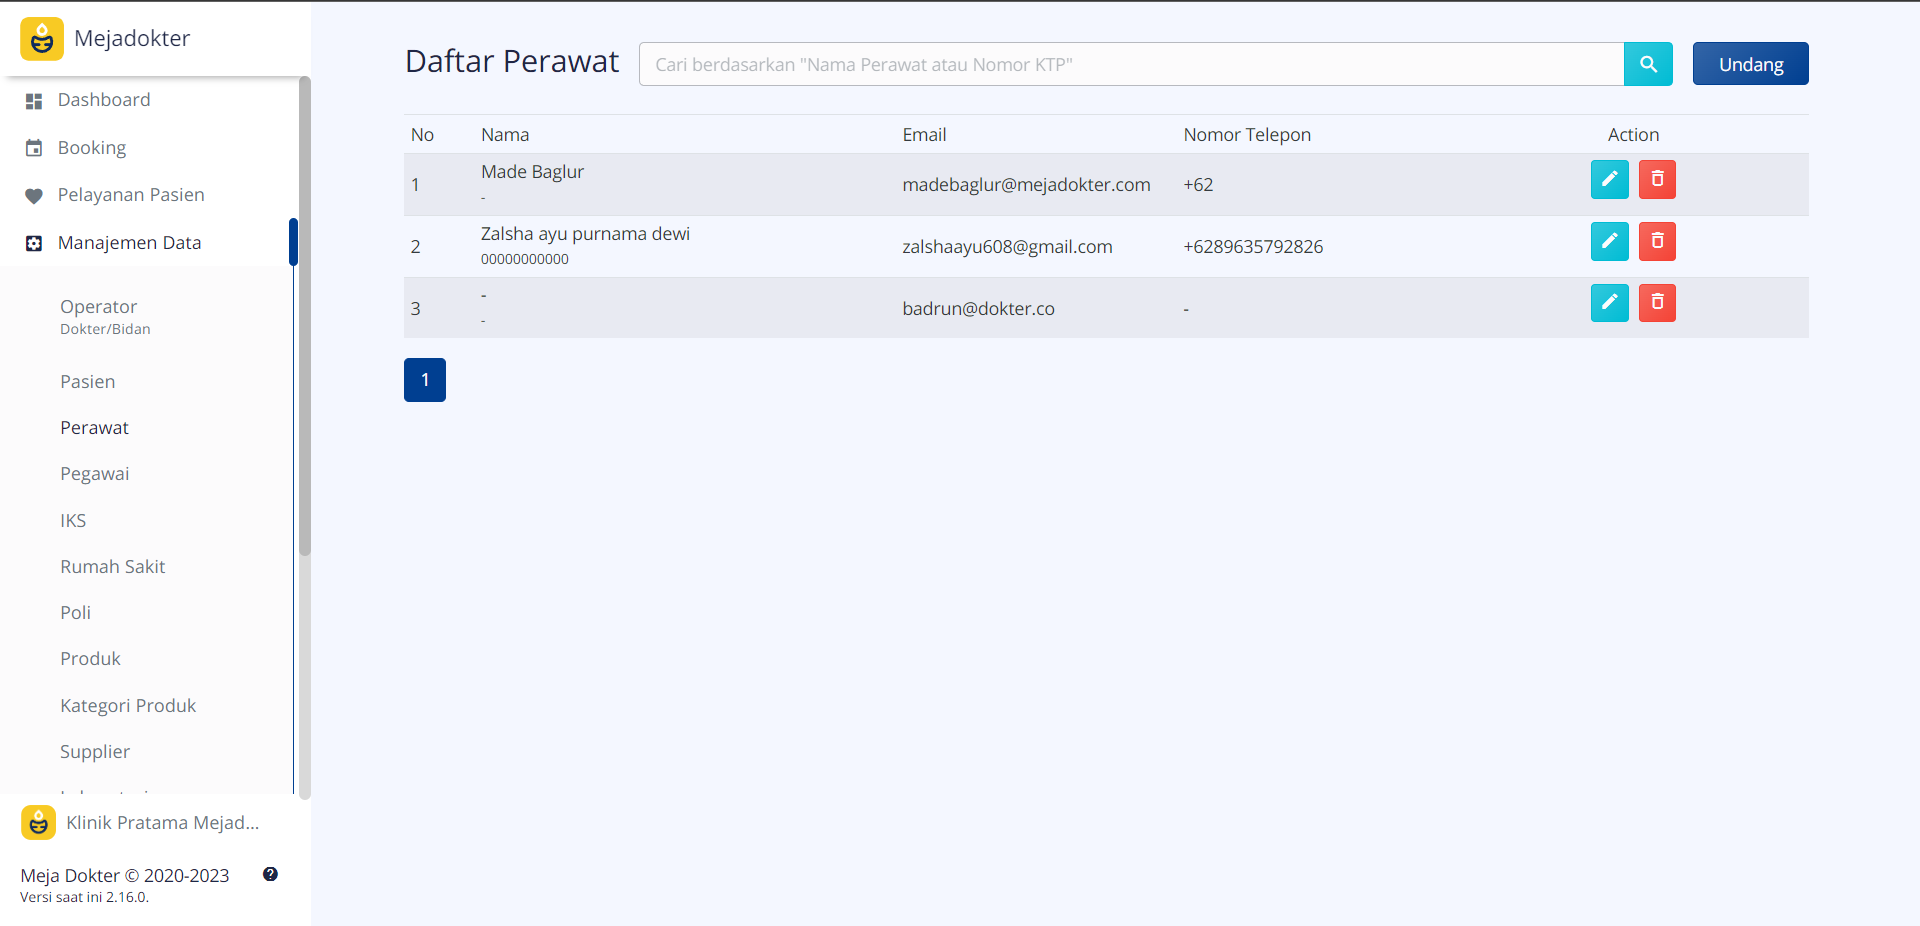 Mejadokter
Dashboard
Booking
Pelayanan Pasien
Manajemen Data
Operator
Dokter/Bidan
Pasien
Perawat
Pegawai
IKS
Rumah Sakit
Poli
Produk
Kategori Produk
Supplier
Klinik Pratama Mejad...
Meja Dokter © 2020-2023
Versi saat ini 2.16.0.
Daftar Perawat
Cari berdasarkan "Nama Perawat atau Nomor KTP"
Undang
No Nama Email Nomor Telepon Action
1 Made Baglur - madebaglur@mejadokter.com +62
2 Zalsha ayu purnama dewi 00000000000 zalshaayu608@gmail.com +6289635792826
3 - - badrun@dokter.co -
1